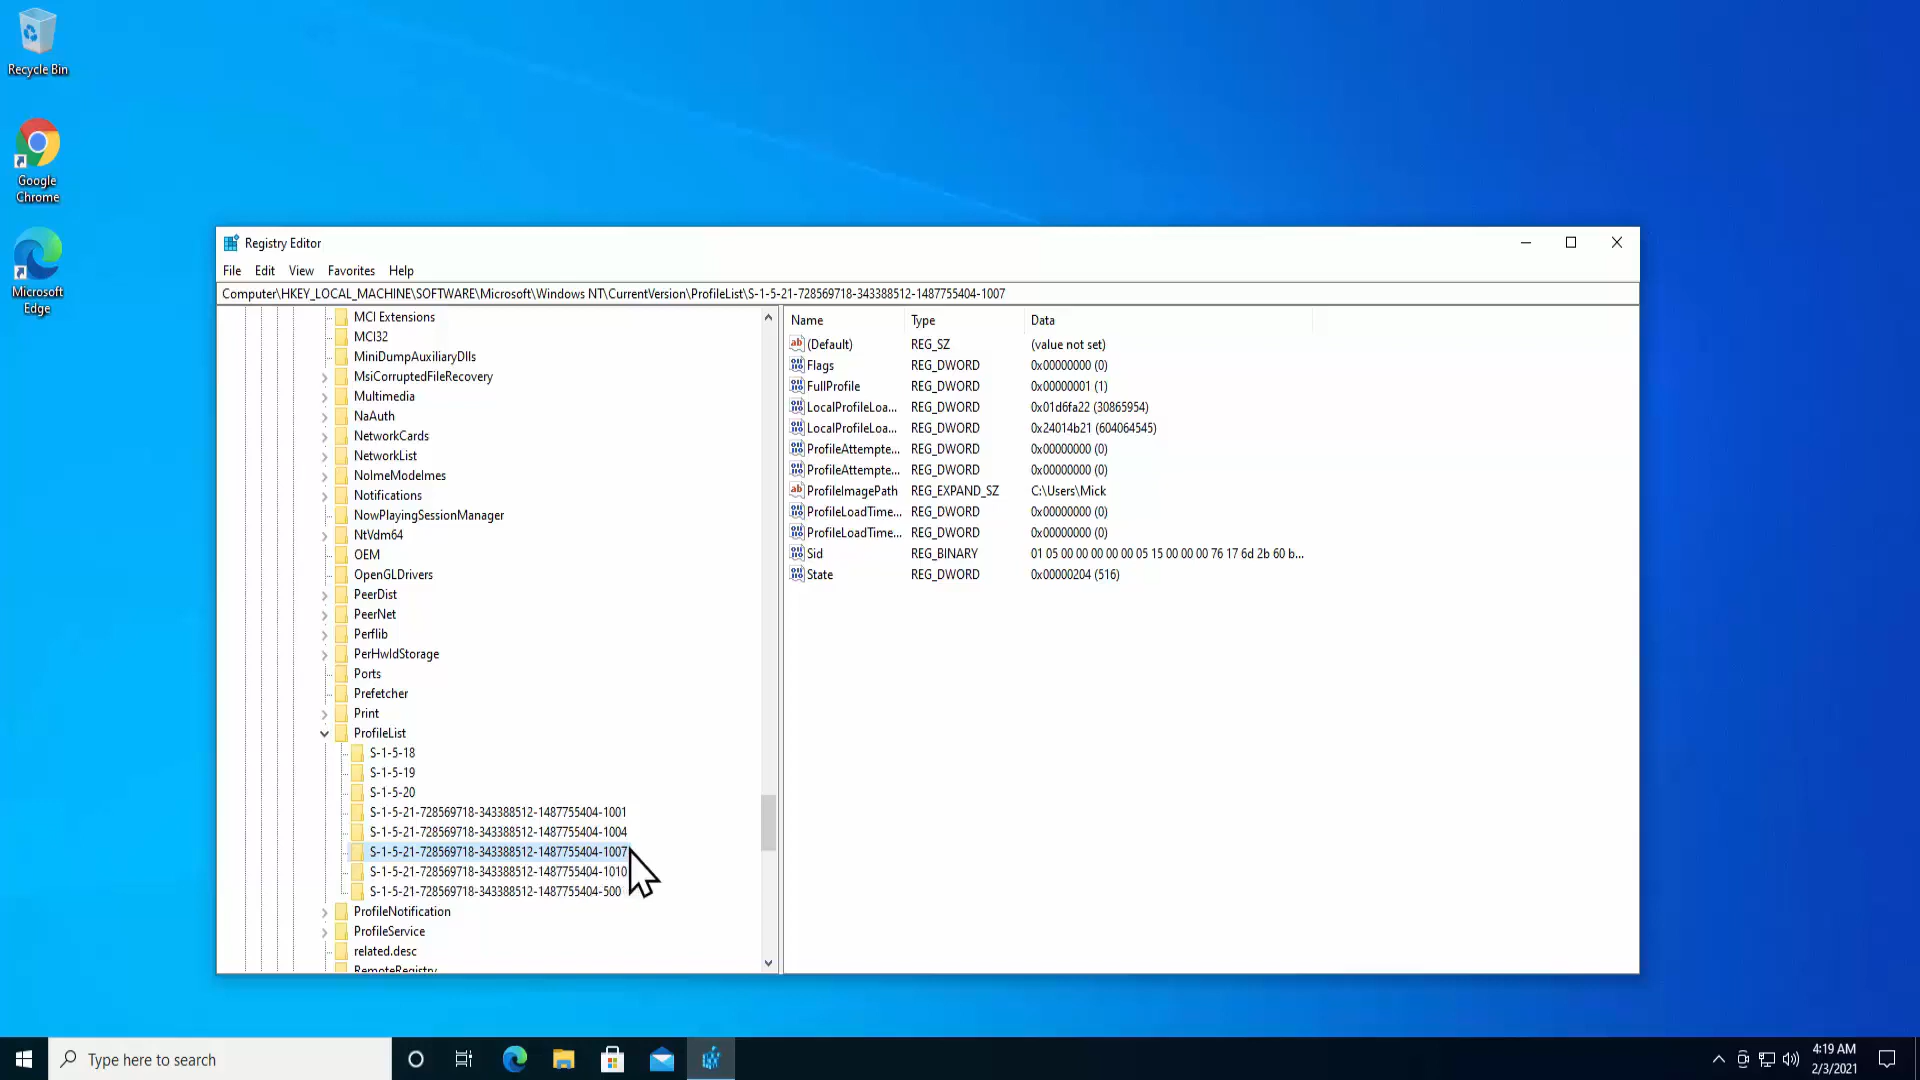 Recycle Bin
Google
Chrome
Microsoft
Edge
Registry Editor
File Edit View Favorites Help
Computer\HKEY_LOCAL_MACHINE\SOFTWARE\Microsoft\Windows NT\CurrentVersion\ProfileList\S-1-5-21-728569718-343388512-1487755404-1007
MCI Extensions
MCI32
MiniDumpAuxiliaryDlls
MsiCorruptedFileRecovery
Multimedia
NaAuth
NetworkCards
NetworkList
NoImeModeImes
Notifications
NowPlayingSessionManager
NtVdm64
OEM
OpenGLDrivers
PeerDist
PeerNet
Perflib
PerHwIdStorage
Ports
Prefetcher
Print
ProfileList
S-1-5-18
S-1-5-19
S-1-5-20
S-1-5-21-728569718-343388512-1487755404-1001
S-1-5-21-728569718-343388512-1487755404-1004
S-1-5-21-728569718-343388512-1487755404-1007
S-1-5-21-728569718-343388512-1487755404-1010
S-1-5-21-728569718-343388512-1487755404-500
ProfileNotification
ProfileService
related.desc
RemoteRegistry
Name Type Data
(Default) REG_SZ (value not set)
Flags REG_DWORD 0x00000000 (0)
FullProfile REG_DWORD 0x00000001 (1)
LocalProfileLoa... REG_DWORD 0x01d6fa22 (30865954)
LocalProfileLoa... REG_DWORD 0x24014b21 (604064545)
ProfileAttempte... REG_DWORD 0x00000000 (0)
ProfileAttempte... REG_DWORD 0x00000000 (0)
ProfileImagePath REG_EXPAND_SZ C:\Users\Mick
ProfileLoadTime... REG_DWORD 0x00000000 (0)
ProfileLoadTime... REG_DWORD 0x00000000 (0)
Sid REG_BINARY 01 05 00 00 00 00 00 05 15 00 00 00 76 17 6d 2b 60 b...
State REG_DWORD 0x00000204 (516)
Type here to search
4:19 AM
2/3/2021